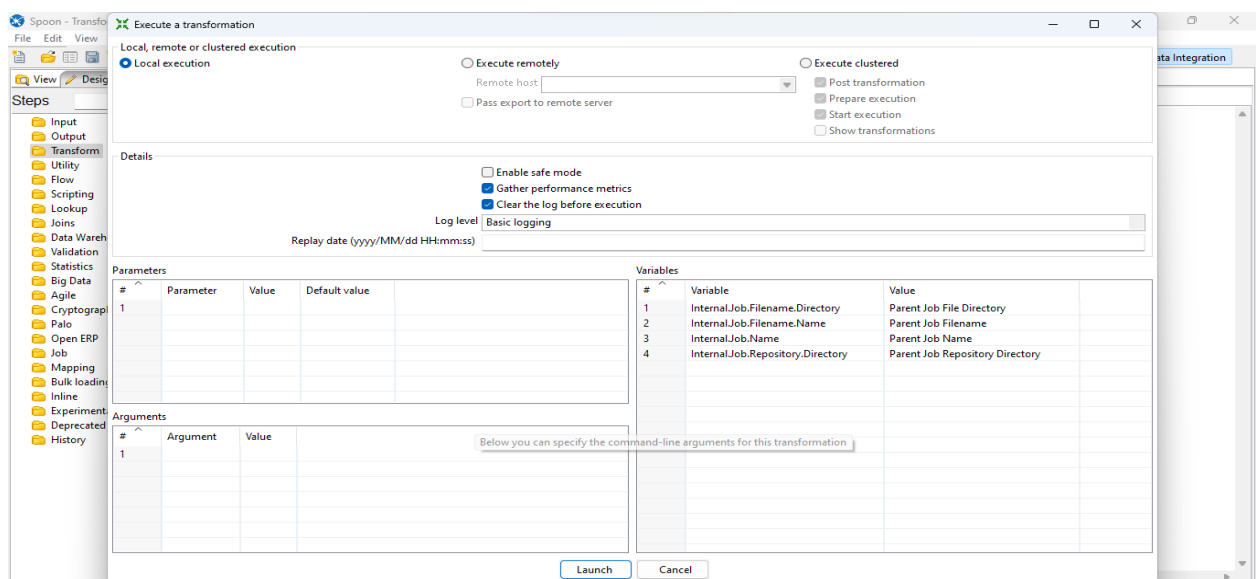 Spoon - Transfo
Execute a transformation
File Edit View
Local, remote or clustered execution
Local execution
Execute remotely
Execute clustered
Remote host
Post transformation
Pass export to remote server
Prepare execution
Start execution
Show transformations
ata Integration
View Desig
Steps
Input
Output
Transform
Utility
Flow
Scripting
Lookup
Joins
Data Wareh
Validation
Statistics
Big Data
Agile
Cryptograpl
Palo
Open ERP
Job
Mapping
Bulk loading
Inline
Experimenta
Deprecated
History
Details
Enable safe mode
Gather performance metrics
Clear the log before execution
Log level Basic logging
Replay date (yyyy/MM/dd HH:mm:ss)
Parameters
# Parameter Value Default value
1
Arguments
# Argument Value
1
Below you can specify the command-line arguments for this transformation
Variables
# Variable Value
1 Internal.Job.Filename.Directory Parent Job File Directory
2 Internal.Job.Filename.Name Parent Job Filename
3 Internal.Job.Name Parent Job Name
4 Internal.Job.Repository.Directory Parent Job Repository Directory
Launch Cancel